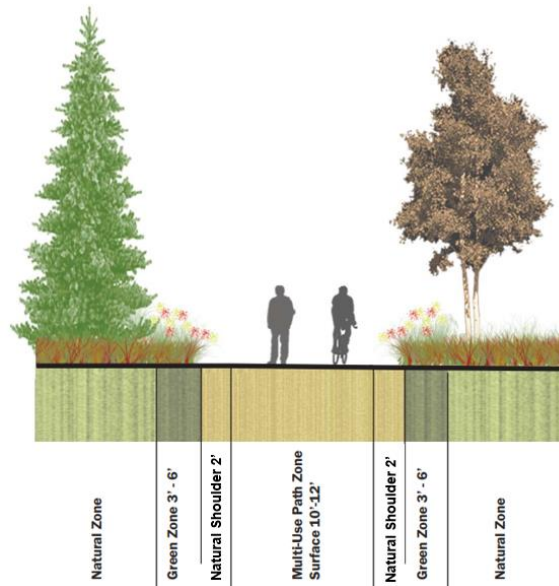 Natural Zone
Green Zone 3' - 6'
Natural Shoulder 2'
Multi-Use Path Zone
Surface 10'-12'
Natural Shoulder 2'
Green Zone 3' - 6'
Natural Zone